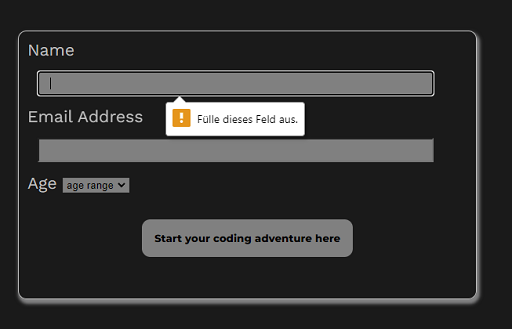 Name
Fülle dieses Feld aus.
Email Address
Age age range
Start your coding adventure here